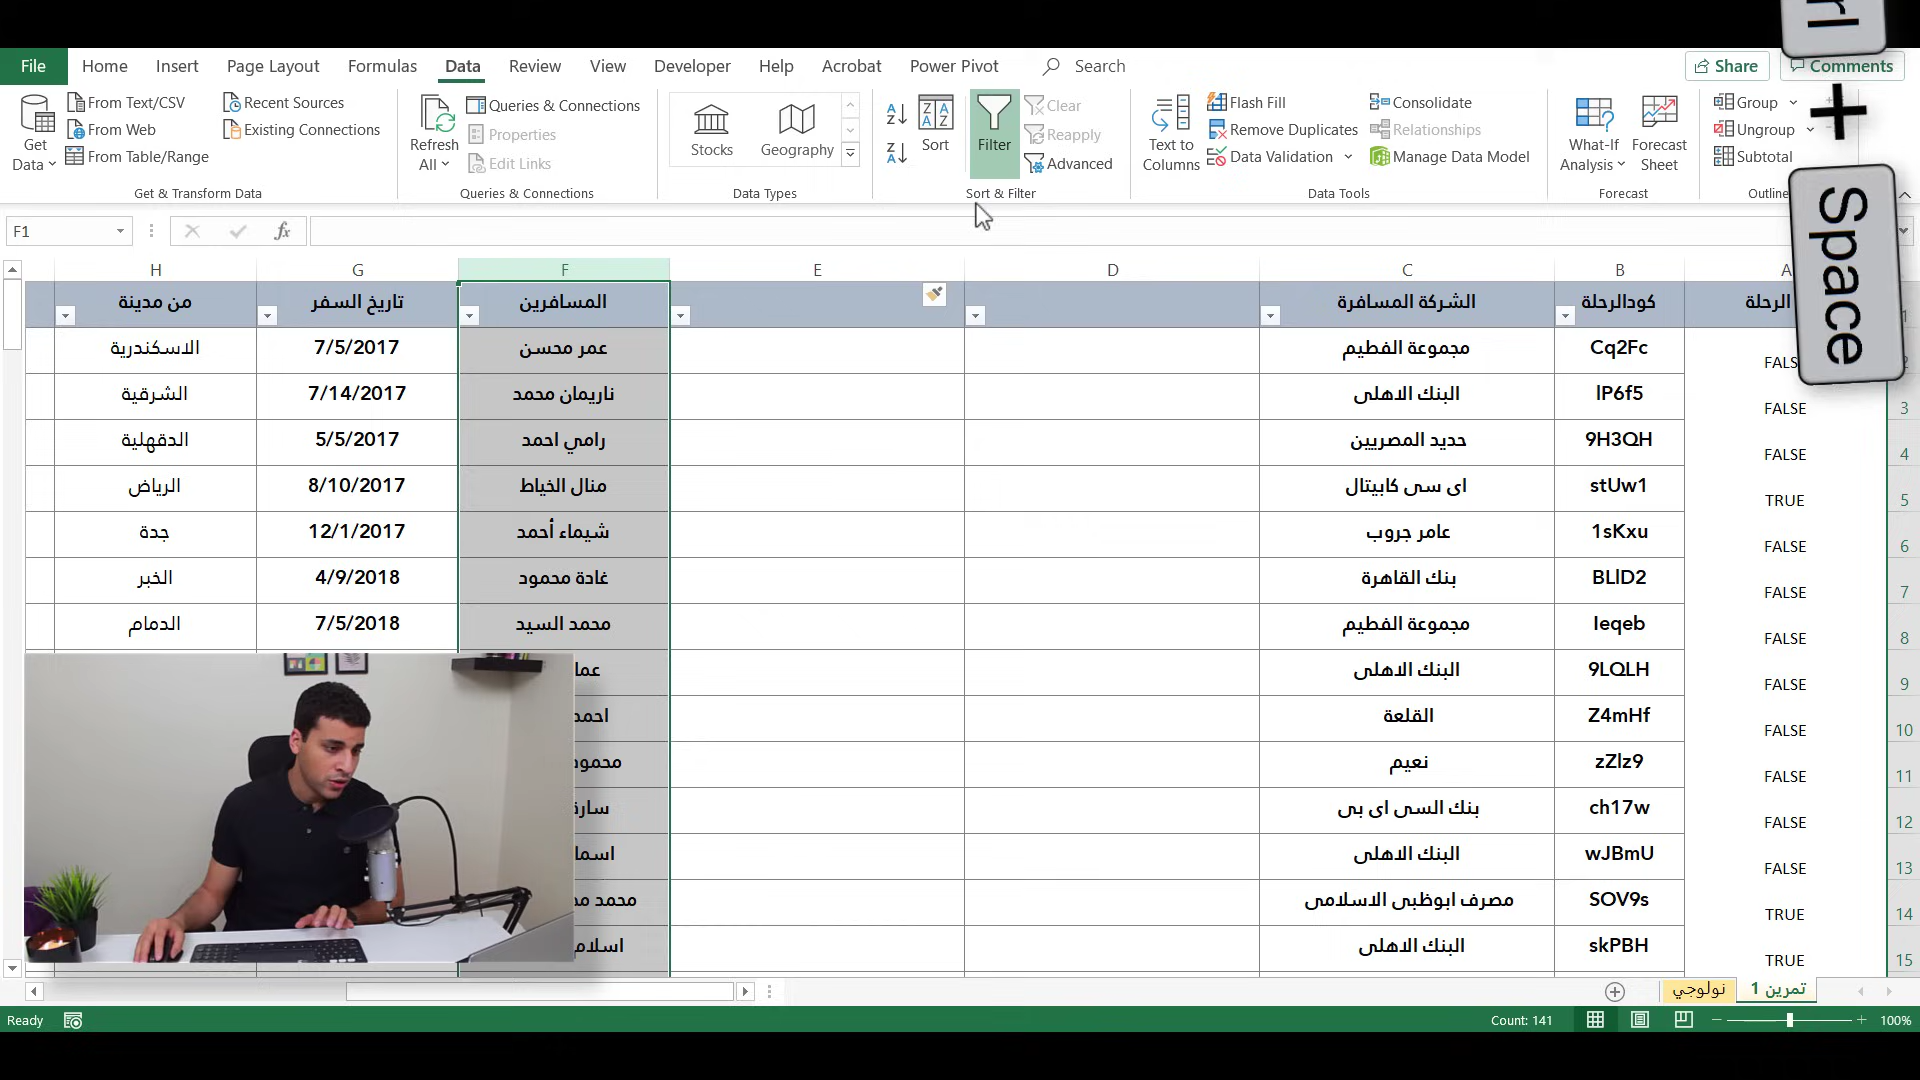 File Home Insert Page Layout Formulas Data Review View Developer Help Acrobat Power Pivot Search Share Comments
Get Data
From Text/CSV
From Web
From Table/Range
Recent Sources
Existing Connections
Get & Transform Data
Refresh All
Queries & Connections
Properties
Edit Links
Queries & Connections
Stocks
Geography
Data Types
Sort
Filter
Clear
Reapply
Advanced
Sort & Filter
Text to Columns
Flash Fill
Remove Duplicates
Data Validation
Consolidate
Relationships
Manage Data Model
Data Tools
What-If Analysis
Forecast Sheet
Forecast
Group
Ungroup
Subtotal
+
Space
F1
fx
H G F E D C B A
من مدينة تاريخ السفر المسافرين الشركة المسافرة كودالرحلة الرحلة 1
الاسكندرية 7/5/2017 عمر محسن مجموعة الفطيم Cq2Fc
الشرقية 7/14/2017 ناريمان محمد البنك الاهلى lP6f5 FALSE 3
الدقهلية 5/5/2017 رامي احمد حديد المصريين 9H3QH FALSE 4
الرياض 8/10/2017 منال الخياط اى سى كابيتال stUw1 TRUE 5
جدة 12/1/2017 شيماء أحمد عامر جروب 1sKxu FALSE 6
الخبر 4/9/2018 غادة محمود بنك القاهرة BLlD2 FALSE 7
الدمام 7/5/2018 محمد السيد مجموعة الفطيم Ieqeb FALSE 8
البنك الاهلى 9LQLH FALSE 9
القلعة Z4mHf FALSE 10
نعيم zZlz9 FALSE 11
بنك السى اى بى ch17w FALSE 12
البنك الاهلى wJBmU FALSE 13
مصرف ابوظبى الاسلامى SOV9s TRUE 14
البنك الاهلى skPBH TRUE 15
نولوجي تمرين 1
Ready Count: 141 100%